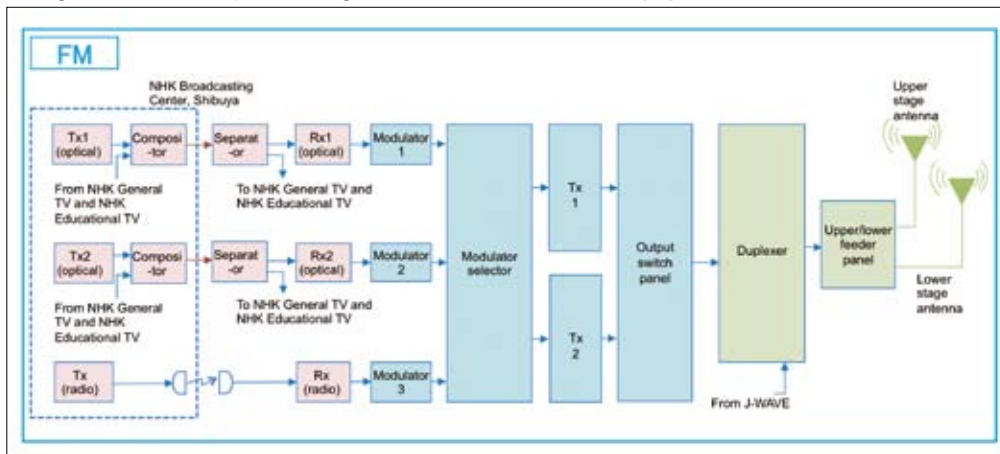 FM
NHK Broadcasting
Center, Shibuya
Tx1
(optical)
Composi
-tor
Separat
-or
Rx1
(optical)
Modulator
1
From NHK General
TV and NHK
Educational TV
To NHK General TV and
NHK Educational TV
Tx2
(optical)
Composi
-tor
Separat
-or
Rx2
(optical)
Modulator
2
From NHK General
TV and NHK
Educational TV
To NHK General TV and
NHK Educational TV
Tx
(radio)
Rx
(radio)
Modulator
3
Modulator
selector
Tx
1
Tx
2
Output
switch
panel
Duplexer
From J-WAVE
Upper/lower
feeder
panel
Upper
stage
antenna
Lower
stage
antenna